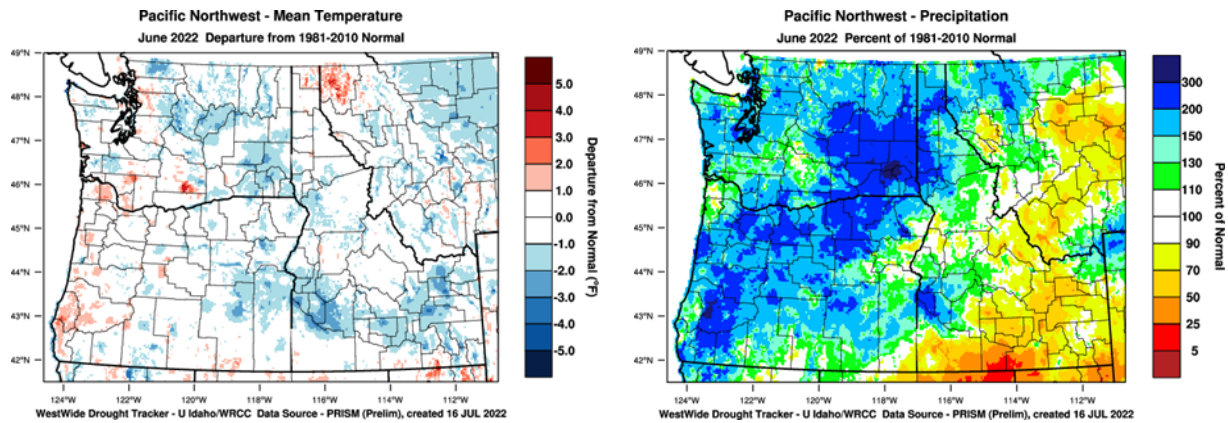 Pacific Northwest - Mean Temperature
June 2022 Departure from 1981-2010 Normal
49°N
48°N
47°N
46°N
45°N
44°N
43°N
42°N
124°W
122°W
120°W
118°W
116°W
114°W
112°W
5.0
4.0
3.0
2.0
1.0
0.0
-1.0
-2.0
-3.0
-4.0
-5.0
Departure from Normal (°F)
WestWide Drought Tracker - U Idaho/WRCC Data Source - PRISM (Prelim), created 16 JUL 2022
Pacific Northwest - Precipitation
June 2022 Percent of 1981-2010 Normal
49°N
48°N
47°N
46°N
45°N
44°N
43°N
42°N
124°W
122°W
120°W
118°W
116°W
114°W
112°W
300
200
150
130
110
100
90
70
50
25
5
Percent of Normal
WestWide Drought Tracker - U Idaho/WRCC Data Source - PRISM (Prelim), created 16 JUL 2022